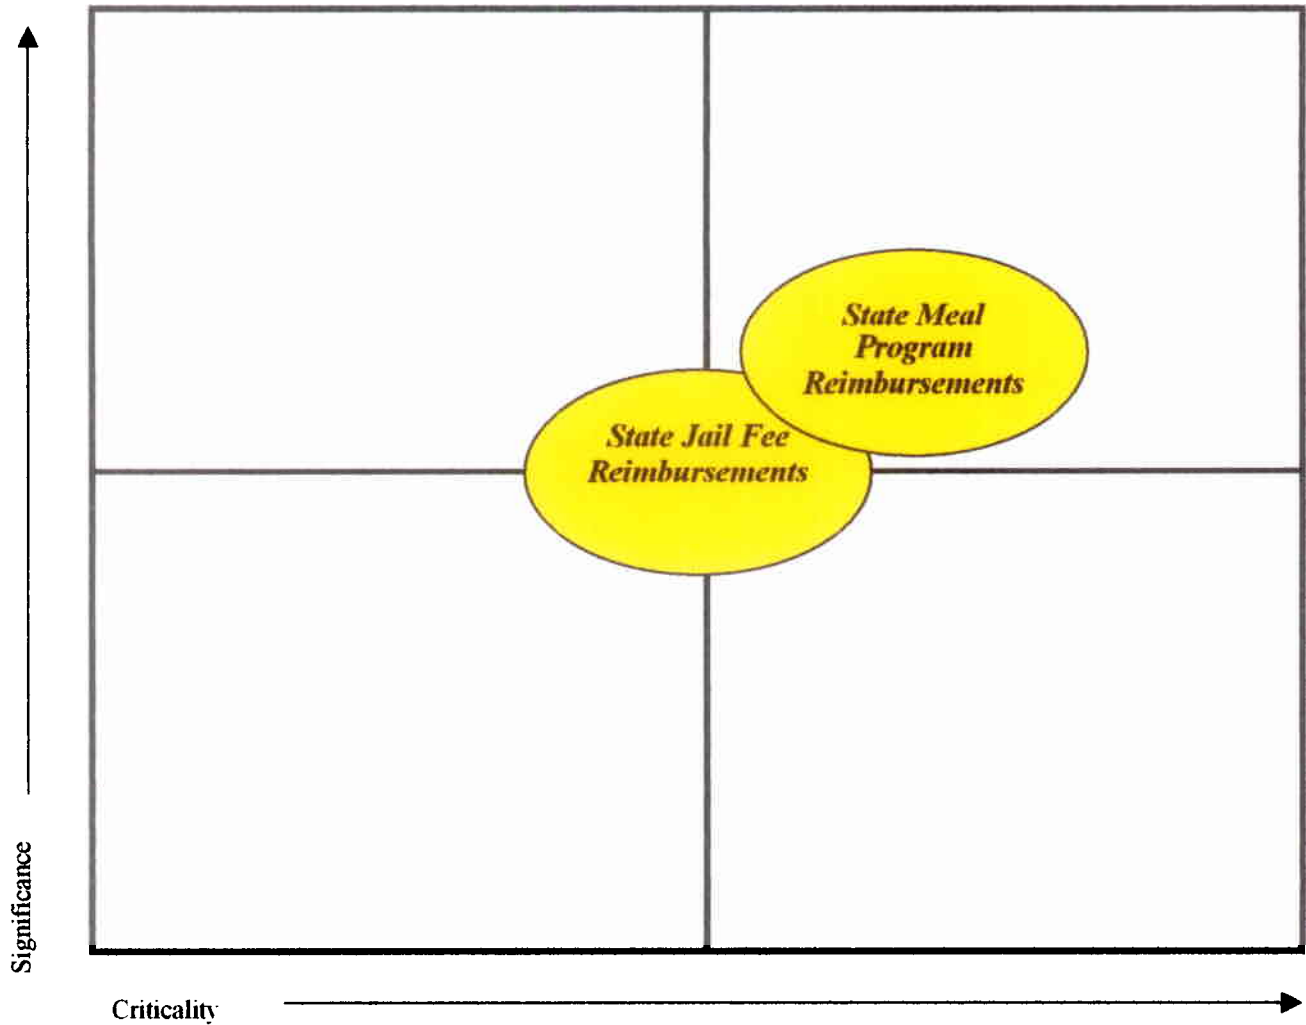 State Meal
Program
Reimbursements
State Jail Fee
Reimbursements
Significance
Criticality